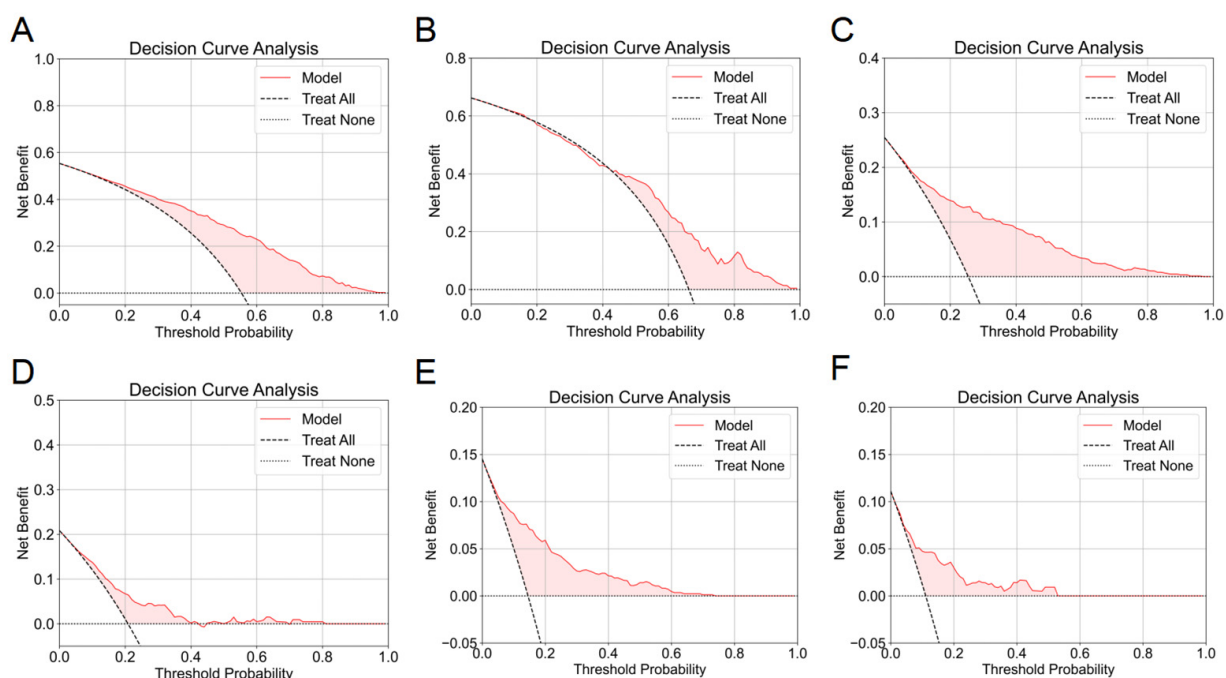 A
Decision Curve Analysis
Net Benefit
1.0
0.8
0.6
0.4
0.2
0.0
Model
Treat All
Treat None
0.0 0.2 0.4 0.6 0.8 1.0
Threshold Probability
B
Decision Curve Analysis
Net Benefit
0.8
0.6
0.4
0.2
0.0
Model
Treat All
Treat None
0.0 0.2 0.4 0.6 0.8 1.0
Threshold Probability
C
Decision Curve Analysis
Net Benefit
0.4
0.3
0.2
0.1
0.0
Model
Treat All
Treat None
0.0 0.2 0.4 0.6 0.8 1.0
Threshold Probability
D
Decision Curve Analysis
Net Benefit
0.5
0.4
0.3
0.2
0.1
0.0
Model
Treat All
Treat None
0.0 0.2 0.4 0.6 0.8 1.0
Threshold Probability
E
Decision Curve Analysis
Net Benefit
0.20
0.15
0.10
0.05
0.00
−0.05
Model
Treat All
Treat None
0.0 0.2 0.4 0.6 0.8 1.0
Threshold Probability
F
Decision Curve Analysis
Net Benefit
0.20
0.15
0.10
0.05
0.00
−0.05
Model
Treat All
Treat None
0.0 0.2 0.4 0.6 0.8 1.0
Threshold Probability